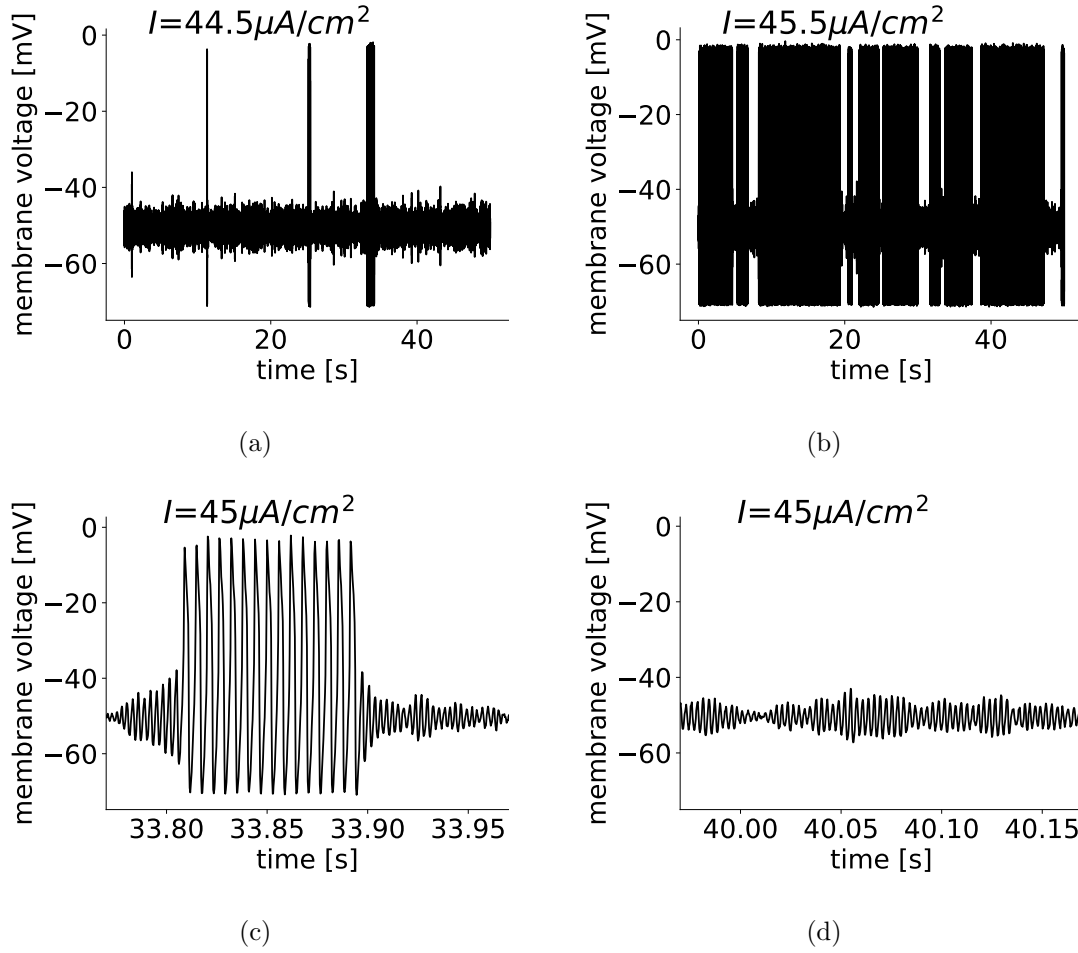 I=44.5μA/cm²
membrane voltage [mV]
0
−20
−40
−60
0 20 40
time [s]
(a)
I=45.5μA/cm²
membrane voltage [mV]
0
−20
−40
−60
0 20 40
time [s]
(b)
I=45μA/cm²
membrane voltage [mV]
0
−20
−40
−60
33.80 33.85 33.90 33.95
time [s]
(c)
I=45μA/cm²
membrane voltage [mV]
0
−20
−40
−60
40.00 40.05 40.10 40.15
time [s]
(d)